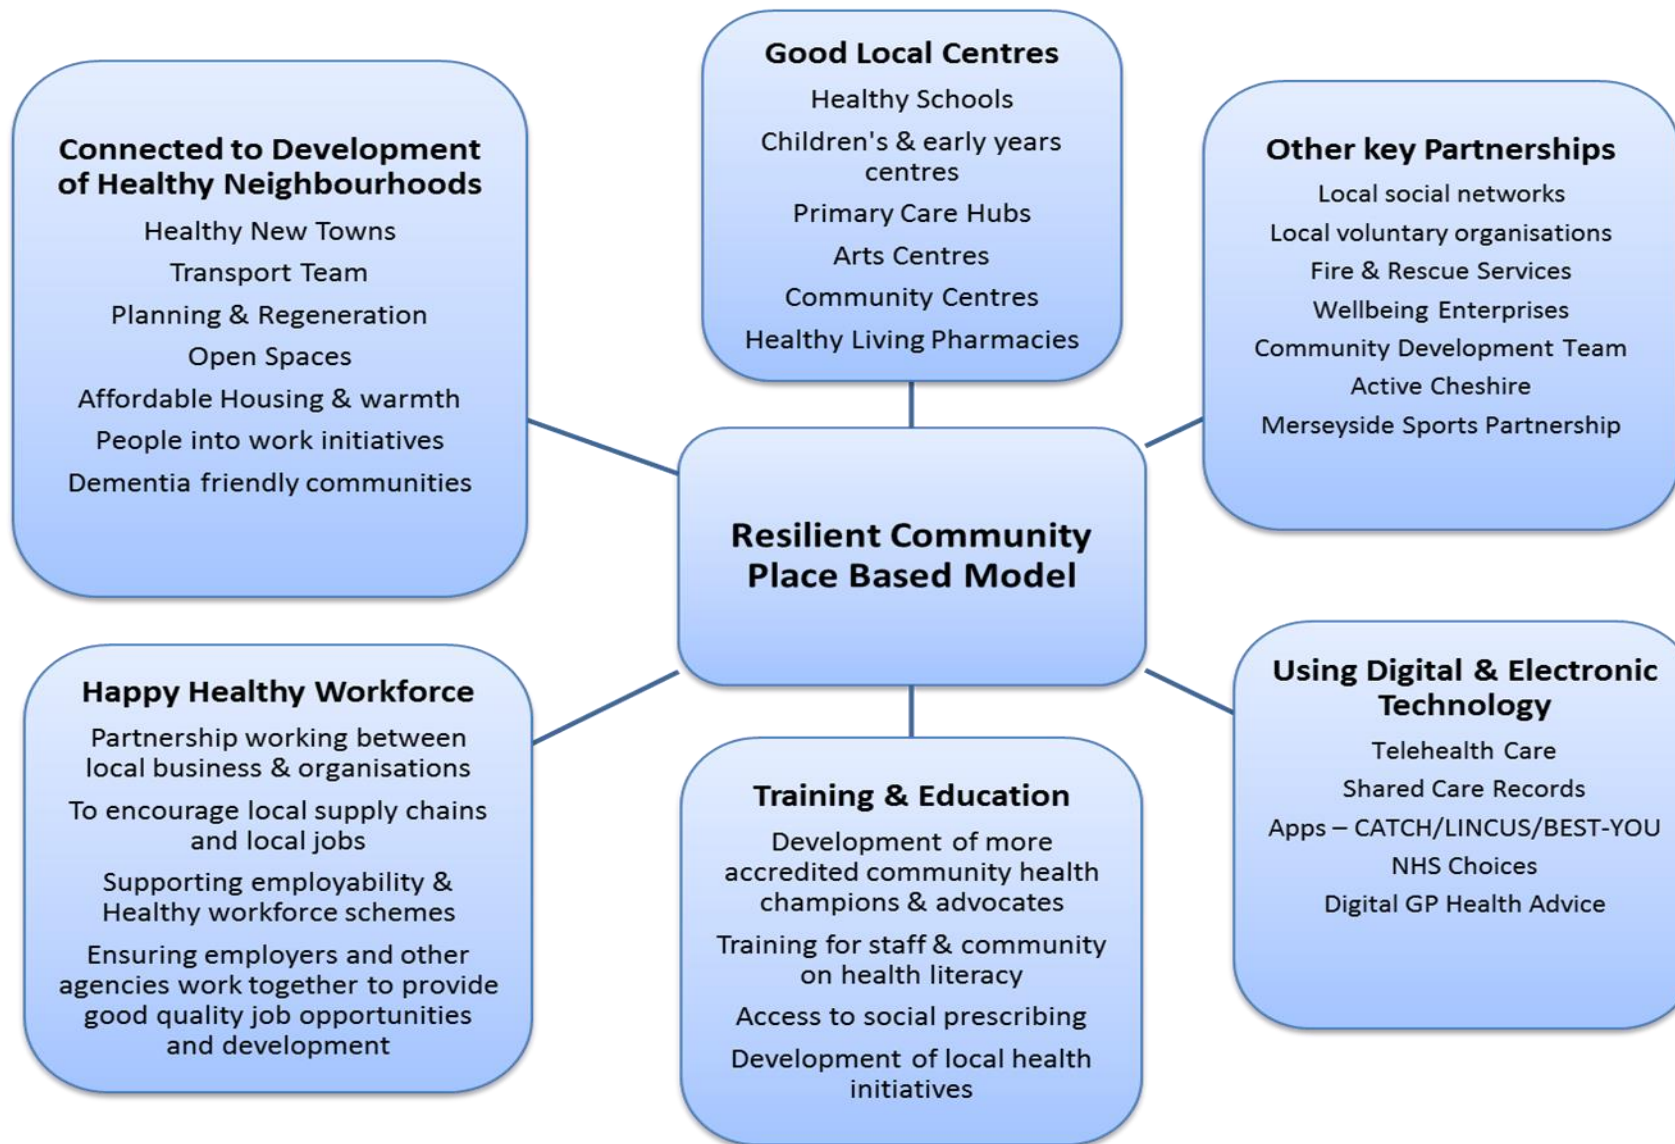 Good Local Centres
Healthy Schools
Children's & early years
centres
Primary Care Hubs
Arts Centres
Community Centres
Healthy Living Pharmacies
Connected to Development
of Healthy Neighbourhoods
Healthy New Towns
Transport Team
Planning & Regeneration
Open Spaces
Affordable Housing & warmth
People into work initiatives
Dementia friendly communities
Other key Partnerships
Local social networks
Local voluntary organisations
Fire & Rescue Services
Wellbeing Enterprises
Community Development Team
Active Cheshire
Merseyside Sports Partnership
Resilient Community
Place Based Model
Happy Healthy Workforce
Partnership working between
local business & organisations
To encourage local supply chains
and local jobs
Supporting employability &
Healthy workforce schemes
Ensuring employers and other
agencies work together to provide
good quality job opportunities
and development
Training & Education
Development of more
accredited community health
champions & advocates
Training for staff & community
on health literacy
Access to social prescribing
Development of local health
initiatives
Using Digital & Electronic
Technology
Telehealth Care
Shared Care Records
Apps – CATCH/LINCUS/BEST-YOU
NHS Choices
Digital GP Health Advice